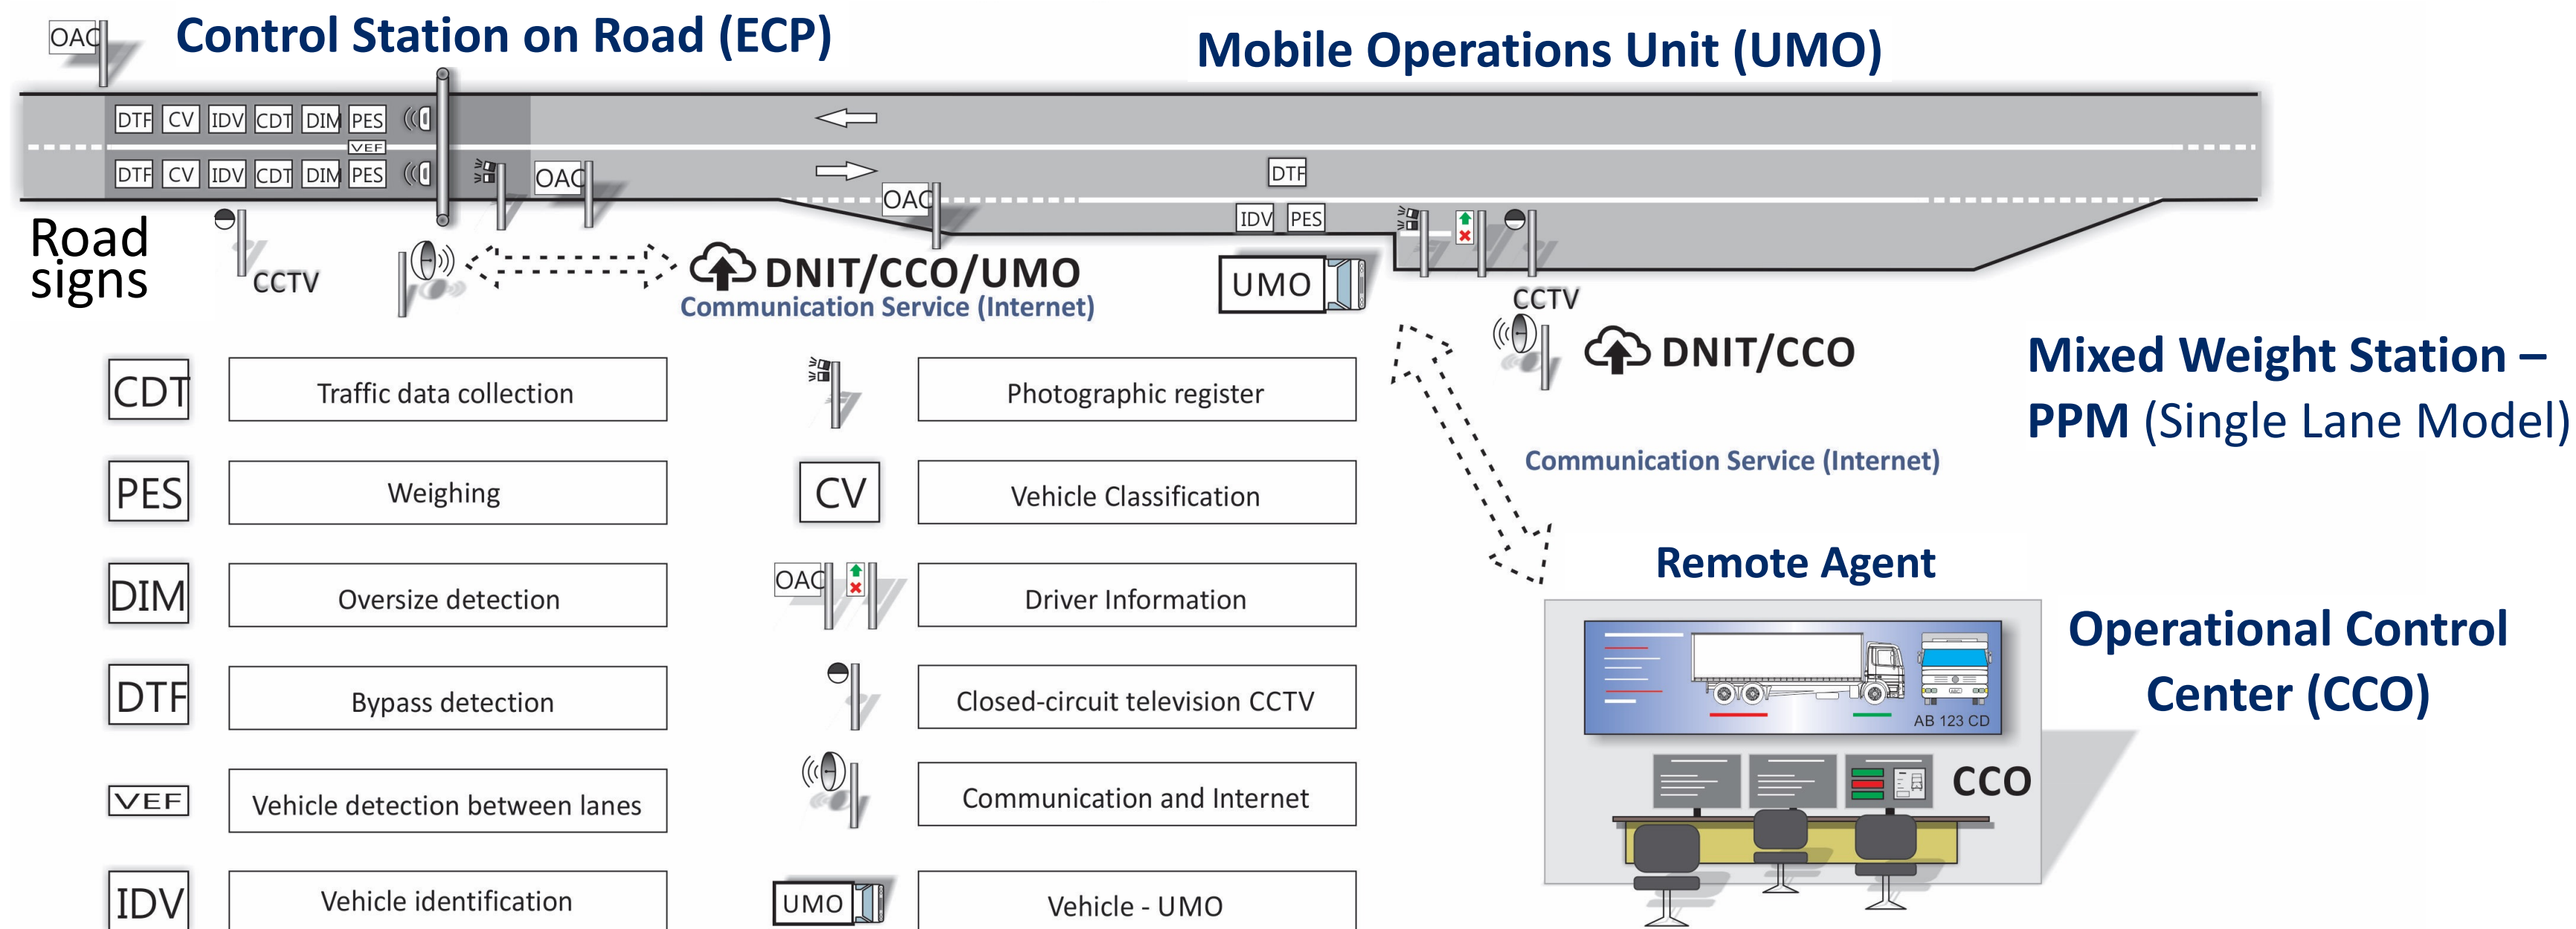 OAC
Control Station on Road (ECP)
Mobile Operations Unit (UMO)
DTF CV IDV CDT DIM PES
VEF
DTF CV IDV CDT DIM PES
OAC
OAC
DTF
IDV PES
Road
signs
CCTV
DNIT/CCO/UMO
Communication Service (Internet)
UMO
CCTV
DNIT/CCO
Communication Service (Internet)
Mixed Weight Station –
PPM (Single Lane Model)
CDT Traffic data collection
PES Weighing
DIM Oversize detection
DTF Bypass detection
VEF Vehicle detection between lanes
IDV Vehicle identification
Photographic register
CV Vehicle Classification
OAC Driver Information
Closed-circuit television CCTV
Communication and Internet
UMO Vehicle - UMO
Remote Agent
AB 123 CD
CCO
Operational Control
Center (CCO)